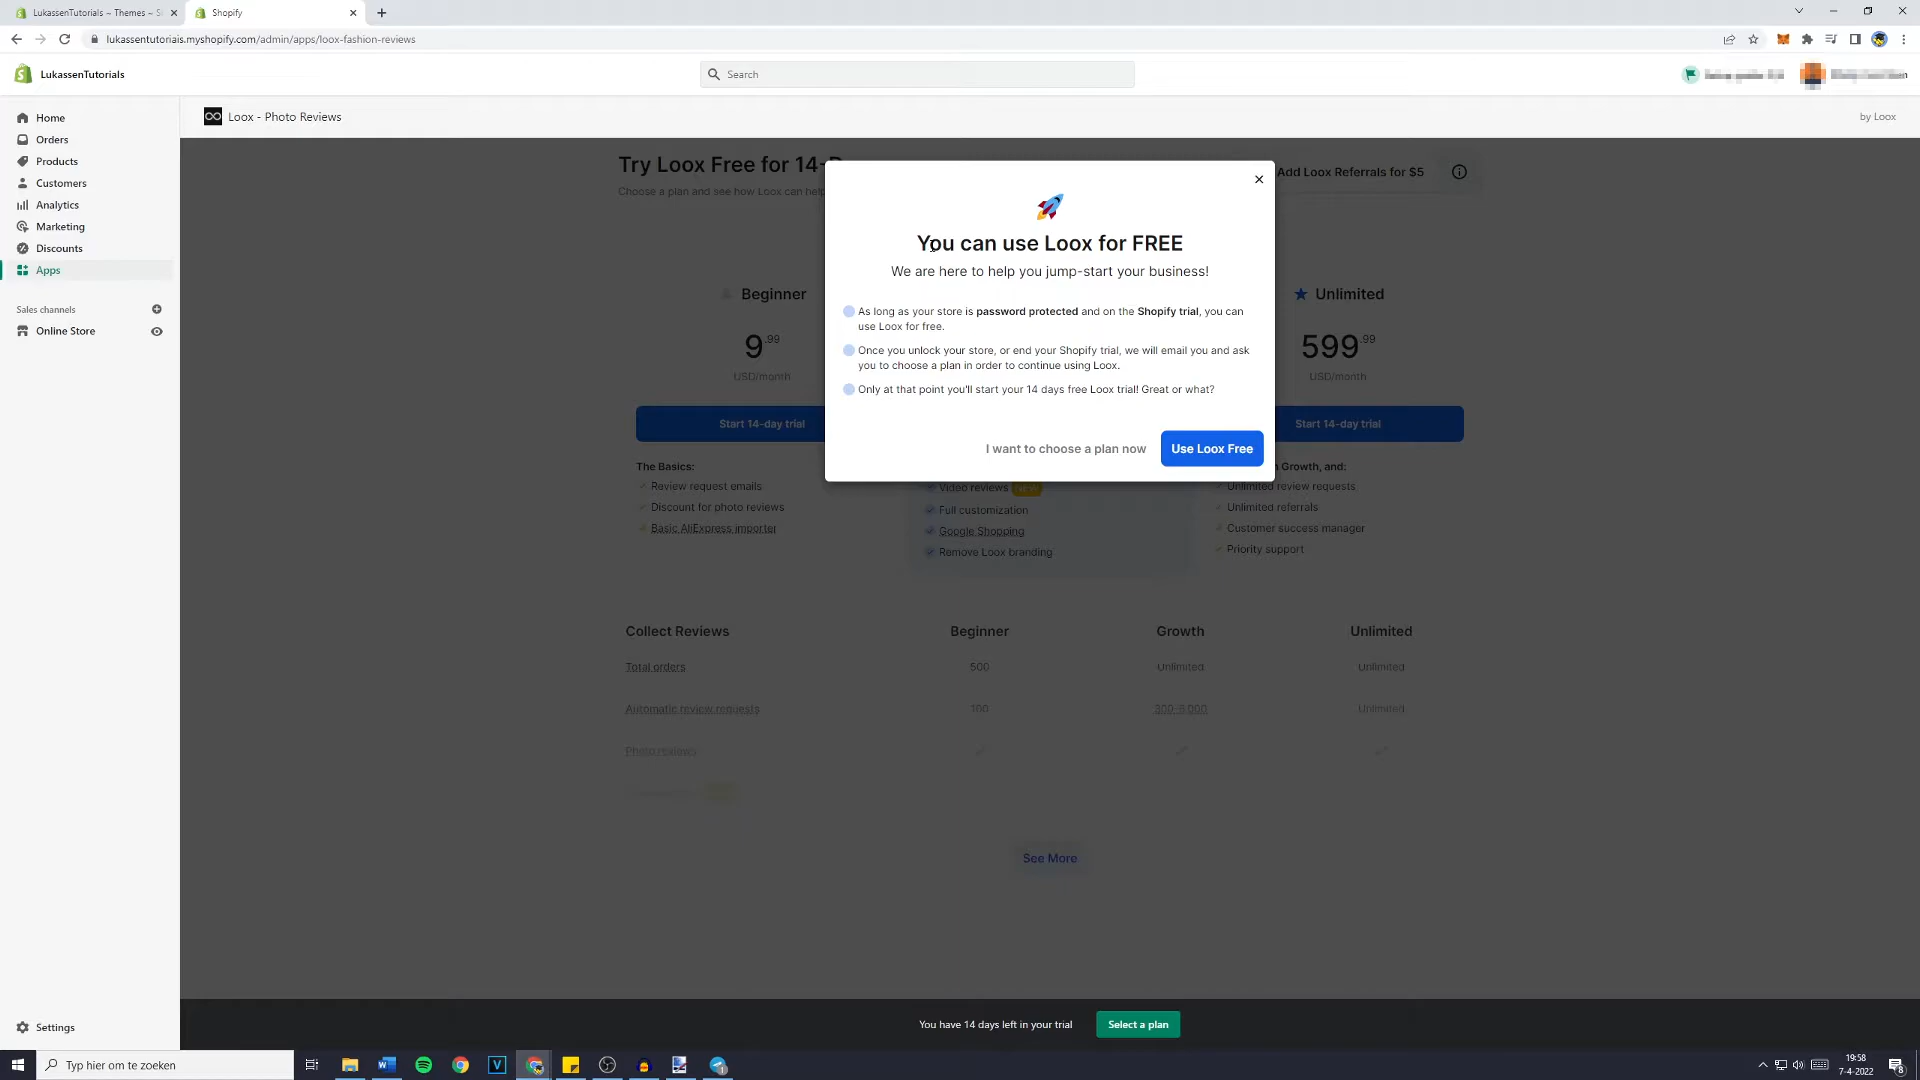 LukassenTutorials ~ Themes ~ S
Shopify
lukassentutorials.myshopify.com/admin/apps/loox-fashion-reviews
LukassenTutorials
Search
Home
Orders
Products
Customers
Analytics
Marketing
Discounts
Apps
Sales channels
Online Store
Settings
Loox - Photo Reviews
by Loox
Try Loox Free for 14-
Choose a plan and see how Loox can help
Add Loox Referrals for $5
You can use Loox for FREE
We are here to help you jump-start your business!
As long as your store is password protected and on the Shopify trial, you can
use Loox for free.
Once you unlock your store, or end your Shopify trial, we will email you and ask
you to choose a plan in order to continue using Loox.
Only at that point you'll start your 14 days free Loox trial! Great or what?
I want to choose a plan now
Use Loox Free
Beginner
9.99
USD/month
Start 14-day trial
The Basics:
Review request emails
Discount for photo reviews
Basic AliExpress importer
Video reviews
Full customization
Google Shopping
Remove Loox branding
Unlimited
599.99
USD/month
Start 14-day trial
Growth, and:
Unlimited review requests
Unlimited referrals
Customer success manager
Priority support
Collect Reviews Beginner Growth Unlimited
Total orders 500 Unlimited Unlimited
Automatic review requests 100 300-6,000 Unlimited
Photo reviews
See More
You have 14 days left in your trial
Select a plan
Typ hier om te zoeken
19:58
7-4-2022